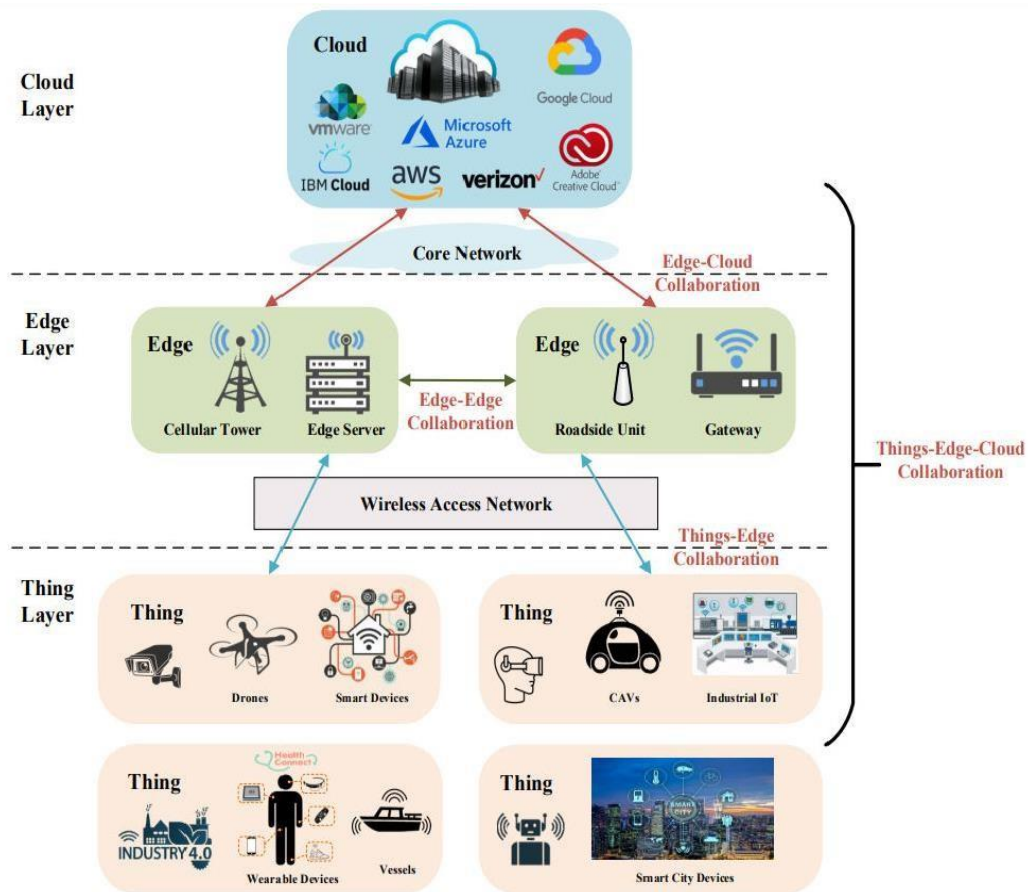 Cloud
Layer
Cloud
Google Cloud
vmware
Microsoft
Azure
IBM Cloud
aws
verizon
Adobe
Creative Cloud
Core Network
Edge-Cloud
Collaboration
Edge
Layer
Edge
Cellular Tower
Edge Server
Edge-Edge
Collaboration
Edge
Roadside Unit
Gateway
Things-Edge-Cloud
Collaboration
Wireless Access Network
Things-Edge
Collaboration
Thing
Layer
Thing
Drones
Smart Devices
Thing
CAVs
Industrial IoT
Thing
Health
Connect
INDUSTRY 4.0
Wearable Devices
Vessels
Thing
SMART
CITY
Smart City Devices